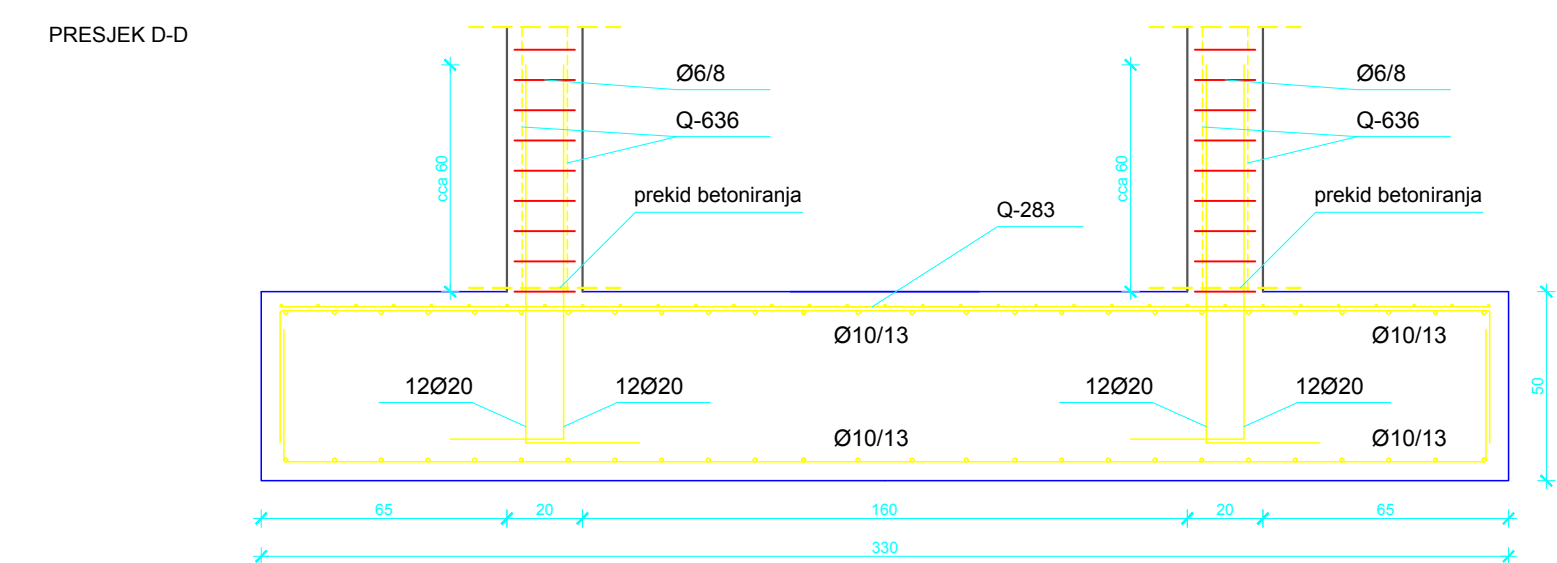 PRESJEK D-D
Ø6/8
Ø6/8
Q-636
Q-636
cca 60
cca 60
prekid betoniranja
Q-283
prekid betoniranja
Ø10/13
Ø10/13
12Ø20
12Ø20
12Ø20
12Ø20
50
Ø10/13
Ø10/13
65
20
160
20
65
330